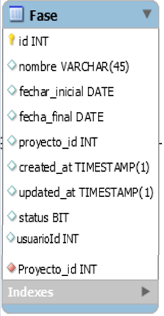 Fase
id INT
nombre VARCHAR(45)
fechar_inicial DATE
fecha_final DATE
proyecto_id INT
created_at TIMESTAMP(1)
updated_at TIMESTAMP(1)
status BIT
usuarioId INT
Proyecto_id INT
Indexes